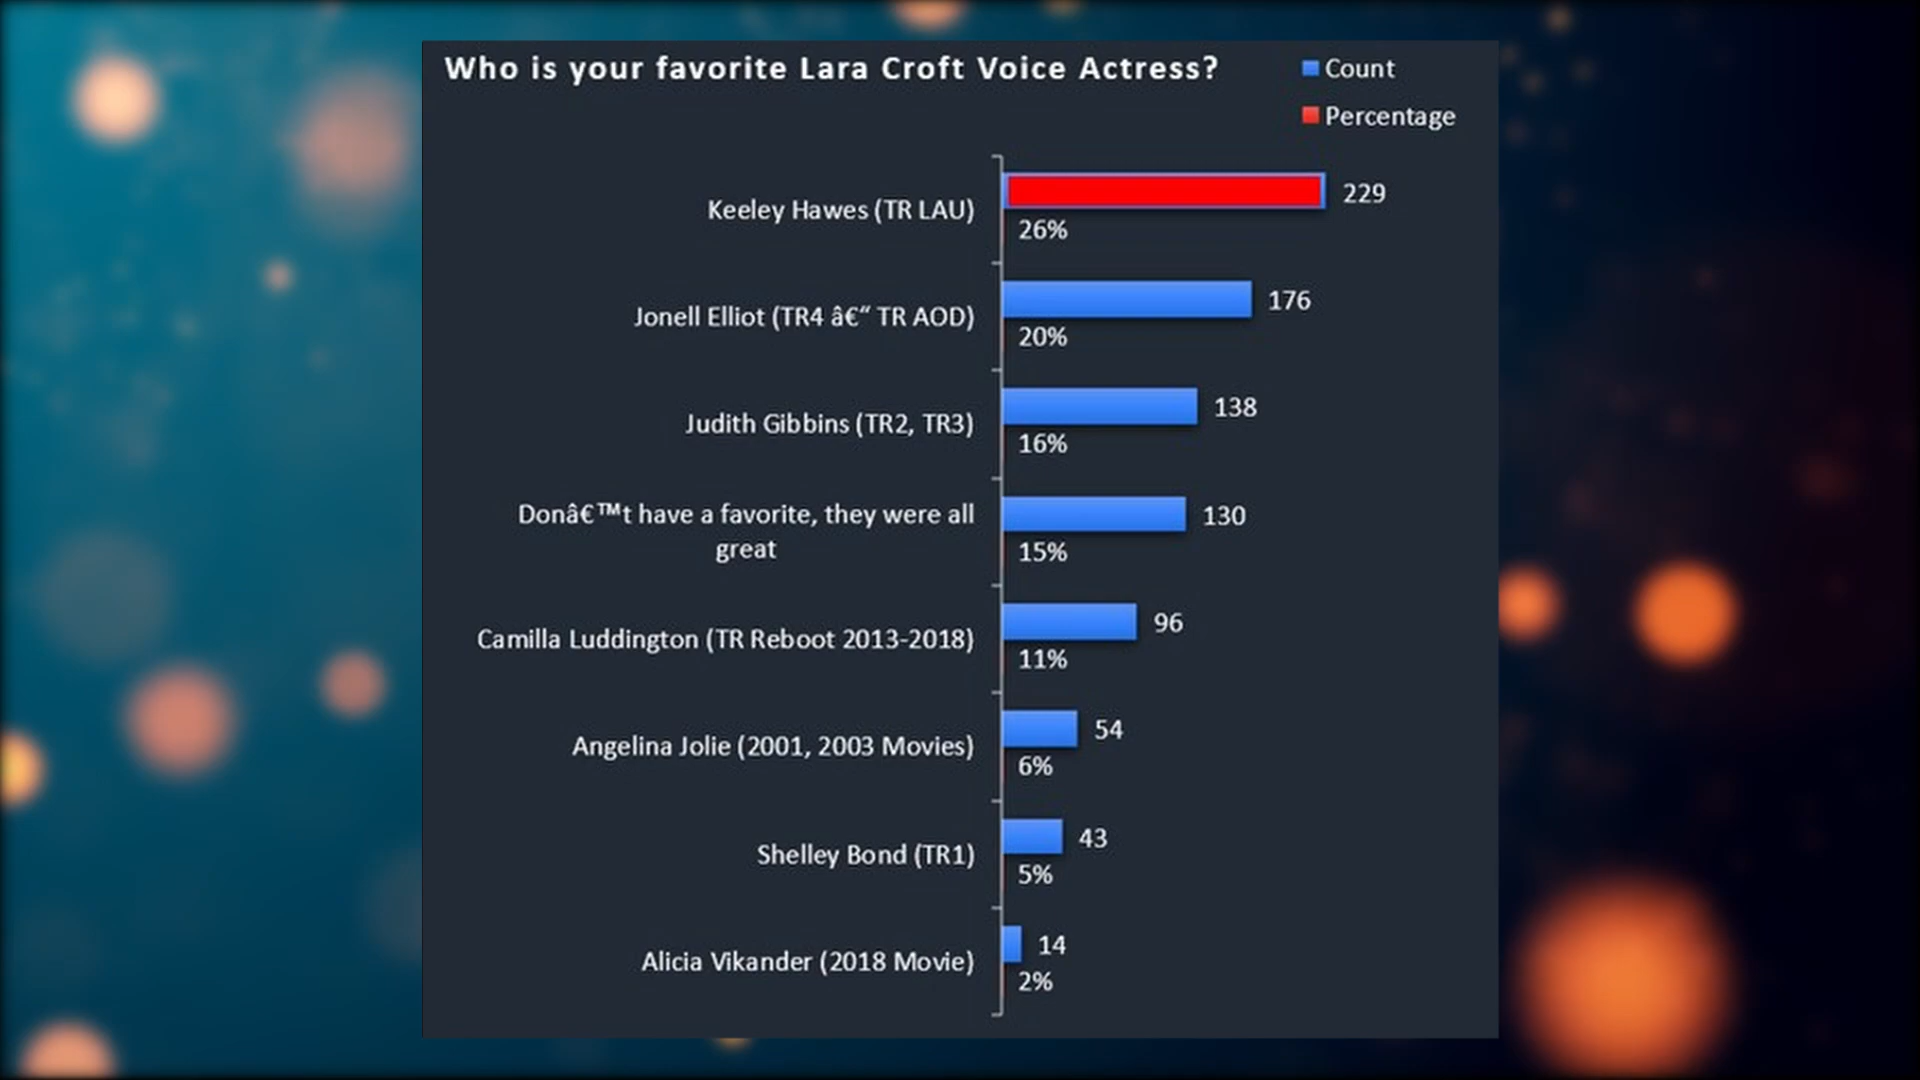 Who is your favorite Lara Croft Voice Actress?
Count
Percentage
Keeley Hawes (TR LAU)
229
26%
Jonell Elliot (TR4 â€“ TR AOD)
176
20%
Judith Gibbins (TR2, TR3)
138
16%
Donâ€™t have a favorite, they were all
great
130
15%
Camilla Luddington (TR Reboot 2013-2018)
96
11%
Angelina Jolie (2001, 2003 Movies)
54
6%
Shelley Bond (TR1)
43
5%
Alicia Vikander (2018 Movie)
14
2%